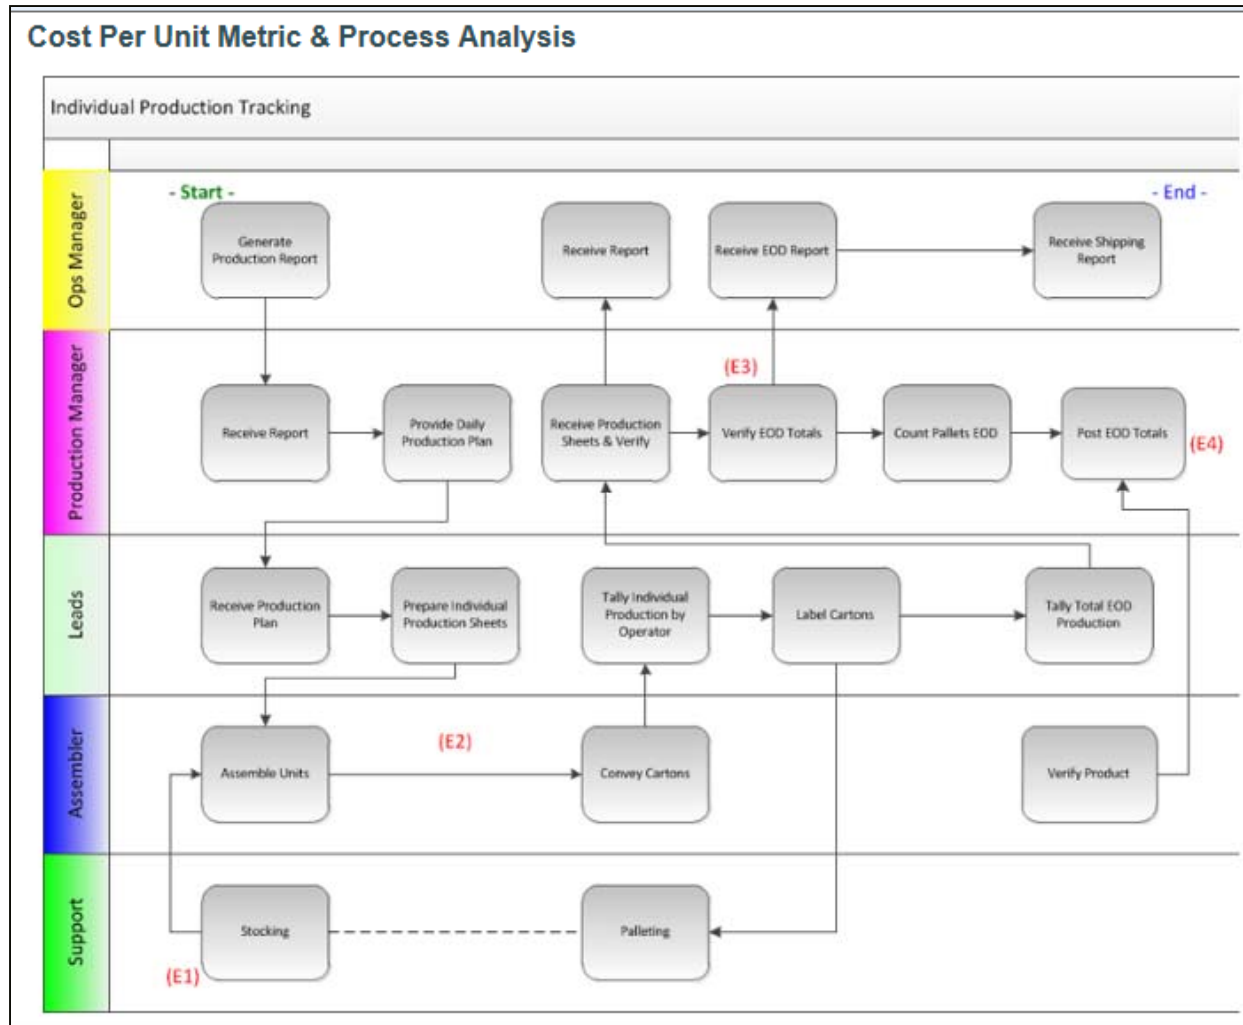 Cost Per Unit Metric & Process Analysis
Individual Production Tracking
Ops Manager
- Start -
- End -
Generate
Production Report
Receive Report
Receive EOD Report
Receive Shipping
Report
Production Manager
(E3)
Receive Report
Provide Daily
Production Plan
Receive Production
Sheets & Verify
Verify EOD Totals
Count Pallets EOD
Post EOD Totals
(E4)
Leads
Receive Production
Plan
Prepare Individual
Production Sheets
Tally Individual
Production by
Operator
Label Cartons
Tally Total EOD
Production
Assembler
(E2)
Assemble Units
Convey Cartons
Verify Product
Support
Stocking
Palleting
(E1)